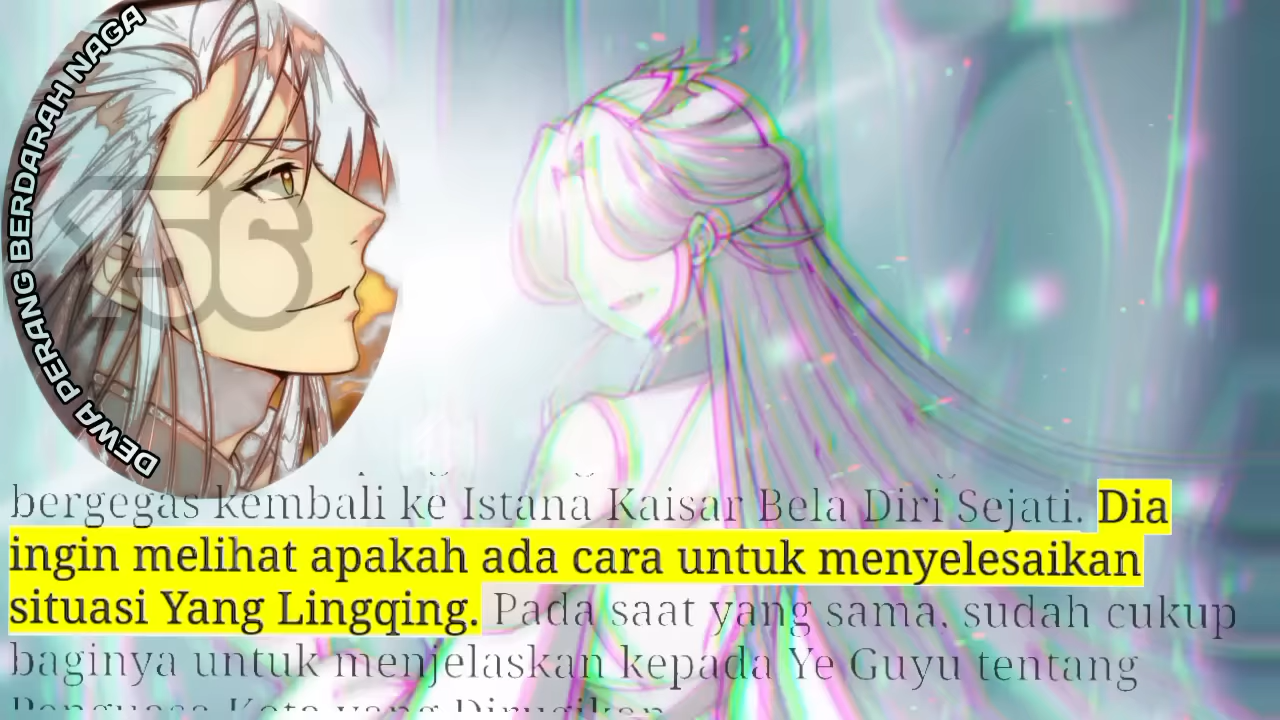 DEWA PERANG BERDARAH NAGA
156
bergegas kembali ke Istana Kaisar Bela Diri Sejati. Dia
ingin melihat apakah ada cara untuk menyelesaikan
situasi Yang Lingqing. Pada saat yang sama, sudah cukup
baginya untuk menjelaskan kepada Ye Guyu tentang